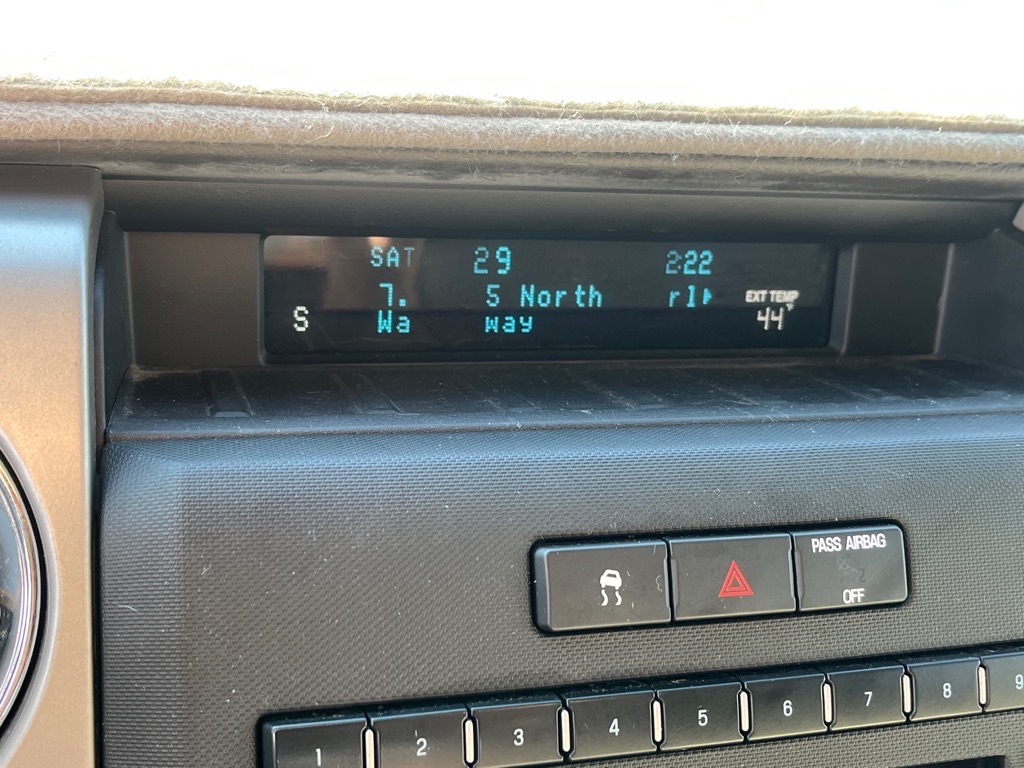 SAT 29 2:22
7. 5 North rl
EXT TEMP
S Wa way 44°
PASS AIRBAG
OFF
1 2 3 4 5 6 7 8 9